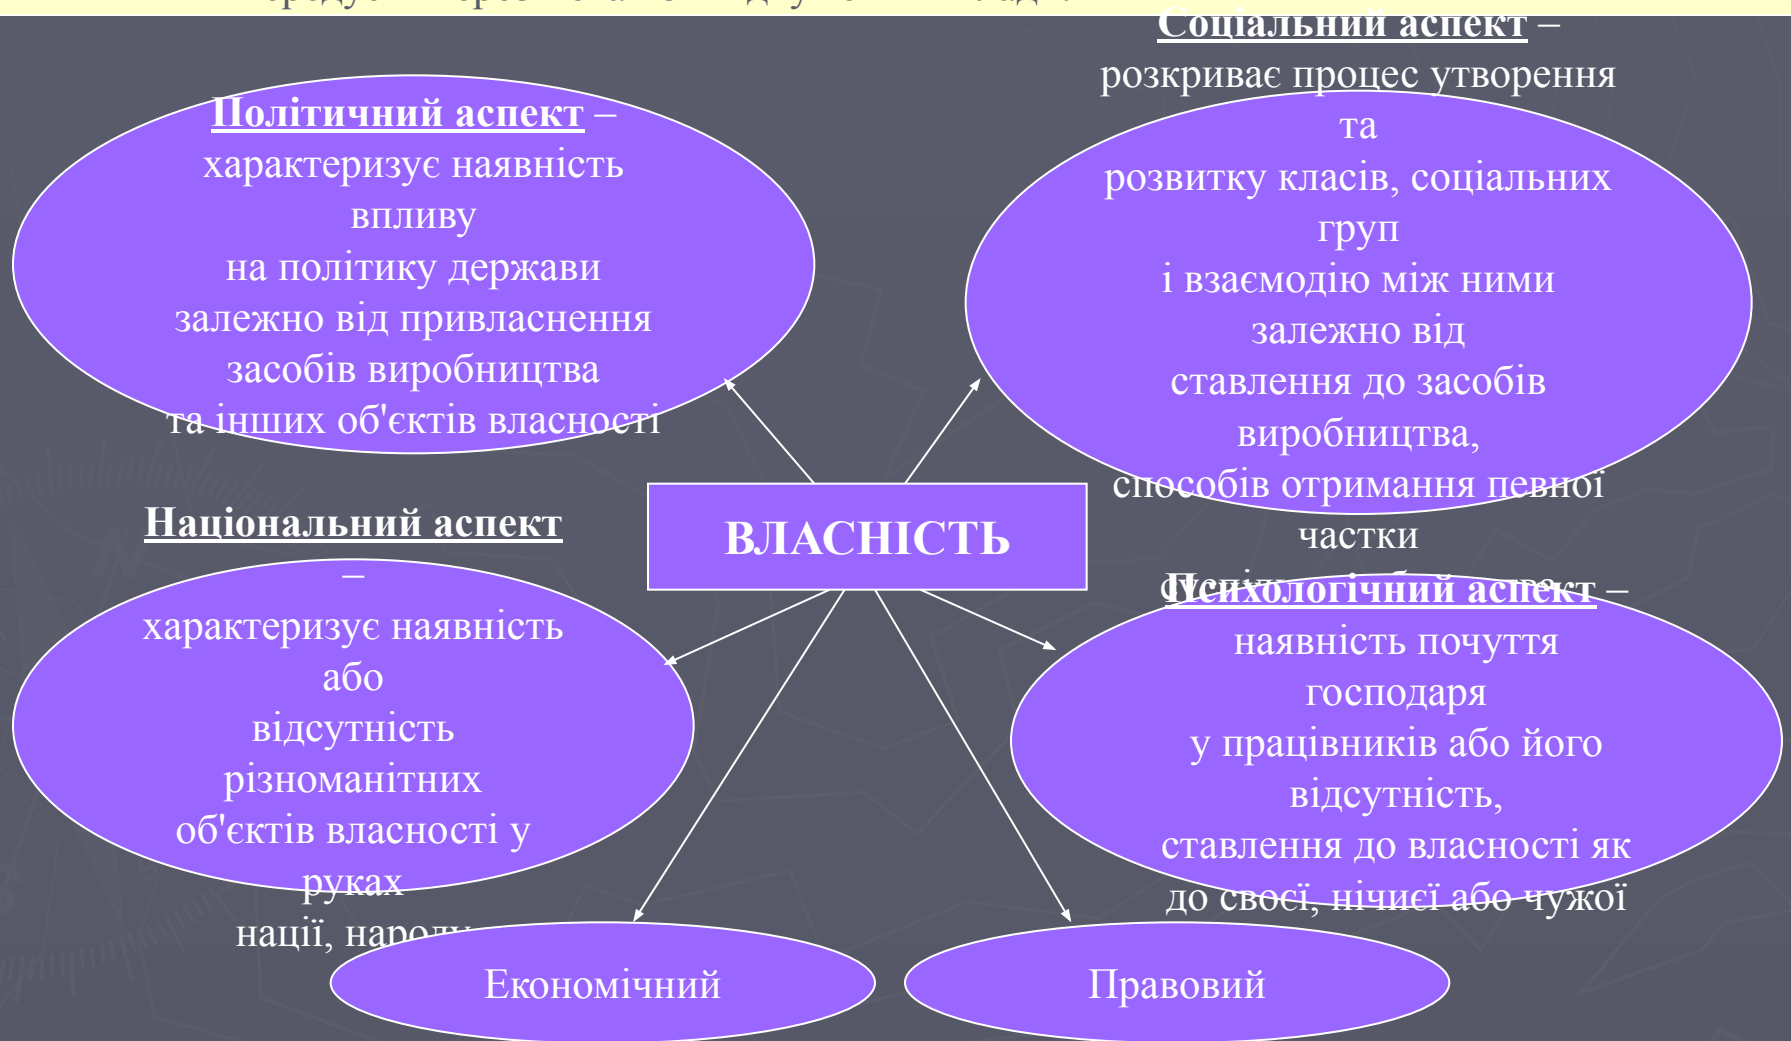 Політичний аспект –
характеризує наявність
впливу
на політику держави
залежно від привласнення
засобів виробництва
та інших об'єктів власності
Соціальний аспект –
розкриває процес утворення
та
розвитку класів, соціальних
груп
і взаємодію між ними
залежно від
ставлення до засобів
виробництва,
способів отримання певної
частки
ВЛАСНІСТЬ
Національний аспект
–
характеризує наявність
або
відсутність
різноманітних
об'єктів власності у
руках
нації, народу
Психологічний аспект –
наявність почуття
господаря
у працівників або його
відсутність,
ставлення до власності як
до своєї, нічиєї або чужої
Економічний
Правовий